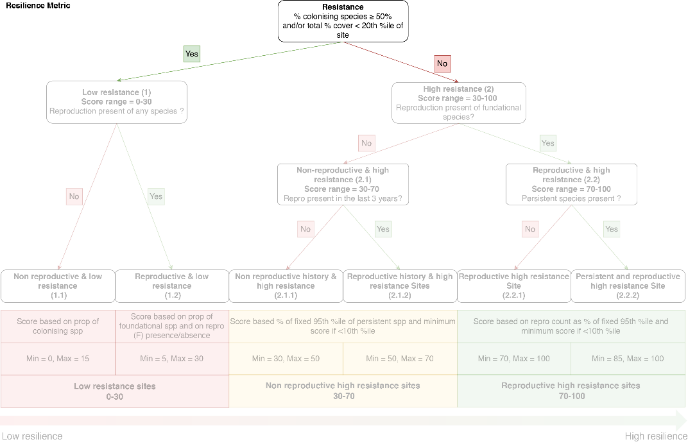 Resilience Metric
Resistance
% colonising species ≥ 50%
and/or total % cover < 20th %ile of
site
Yes
No
Low resistance (1)
Score range = 0-30
Reproduction present of any species ?
High resistance (2)
Score range = 30-100
Reproduction present of fundational
species?
No
Yes
Non-reproductive & high
resistance (2.1)
Score range = 30-70
Repro present in the last 3 years?
Reproductive & high
resistance (2.2)
Score range = 70-100
Persistent species present ?
No
Yes
No
Yes
No
Yes
Non reproductive & low
resistance
(1.1)
Reproductive & low
resistance
(1.2)
Non reproductive history &
high resistance
(2.1.1)
Reproductive history & high
resistance Sites
(2.1.2)
Reproductive high resistance
Site
(2.2.1)
Persistent and reproductive
high resistance Site
(2.2.2)
Score based on prop of
colonising spp
Score based on prop of
foundational spp and on repro
(F) presence/absence
Score based % of fixed 95th %ile of persistent spp and minimum
score if <10th %ile
Score based on repro count as % of fixed 95th %ile and
minimum score if <10th %ile
Min = 0, Max = 15
Min = 5, Max = 30
Min = 30, Max = 50
Min = 50, Max = 70
Min = 70, Max = 100
Min = 85, Max = 100
Low resistance sites
0-30
Non reproductive high resistance sites
30-70
Reproductive high resistance sites
70-100
Low resilience
High resilience